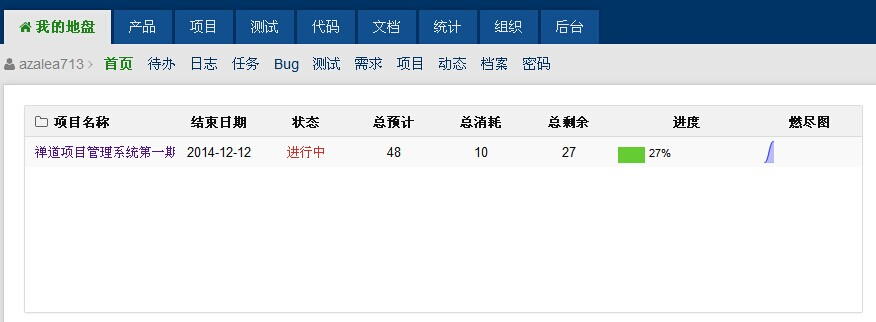 我的地盘 产品 项目 测试 代码 文档 统计 组织 后台
azalea713 首页 待办 日志 任务 Bug 测试 需求 项目 动态 档案 密码
项目名称 结束日期 状态 总预计 总消耗 总剩余 进度 燃尽图
禅道项目管理系统第一期 2014-12-12 进行中 48 10 27 27%